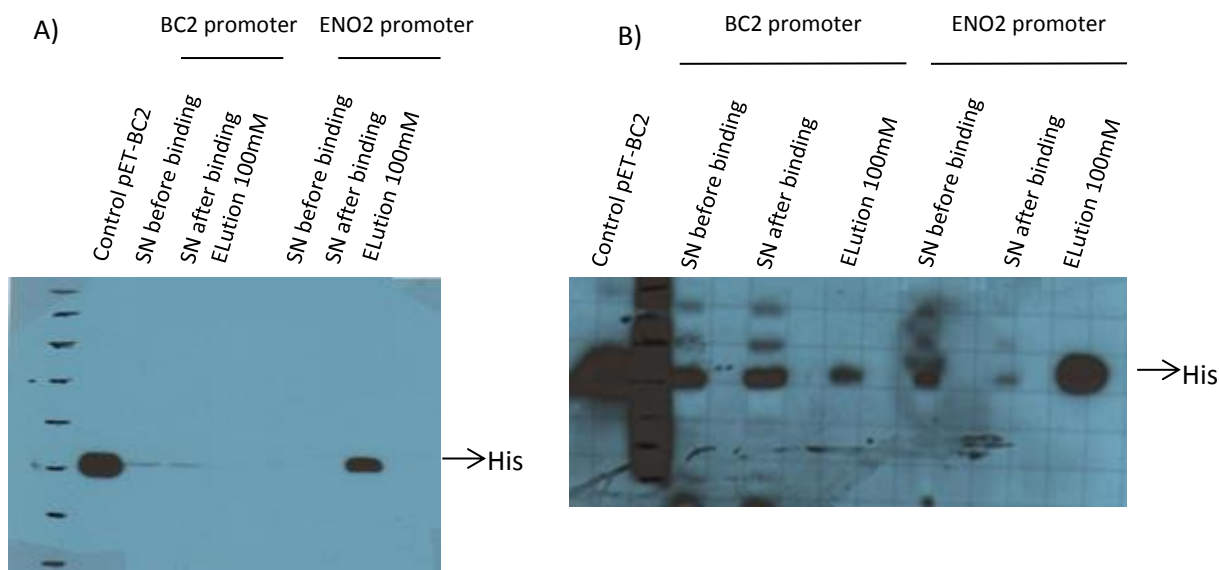 A)
BC2 promoter
ENO2 promoter
Control pET-BC2
SN before binding
SN after binding
ELution 100mM
SN before binding
SN after binding
ELution 100mM
His
B)
BC2 promoter
ENO2 promoter
Control pET-BC2
SN before binding
SN after binding
ELution 100mM
SN before binding
SN after binding
ELution 100mM
His